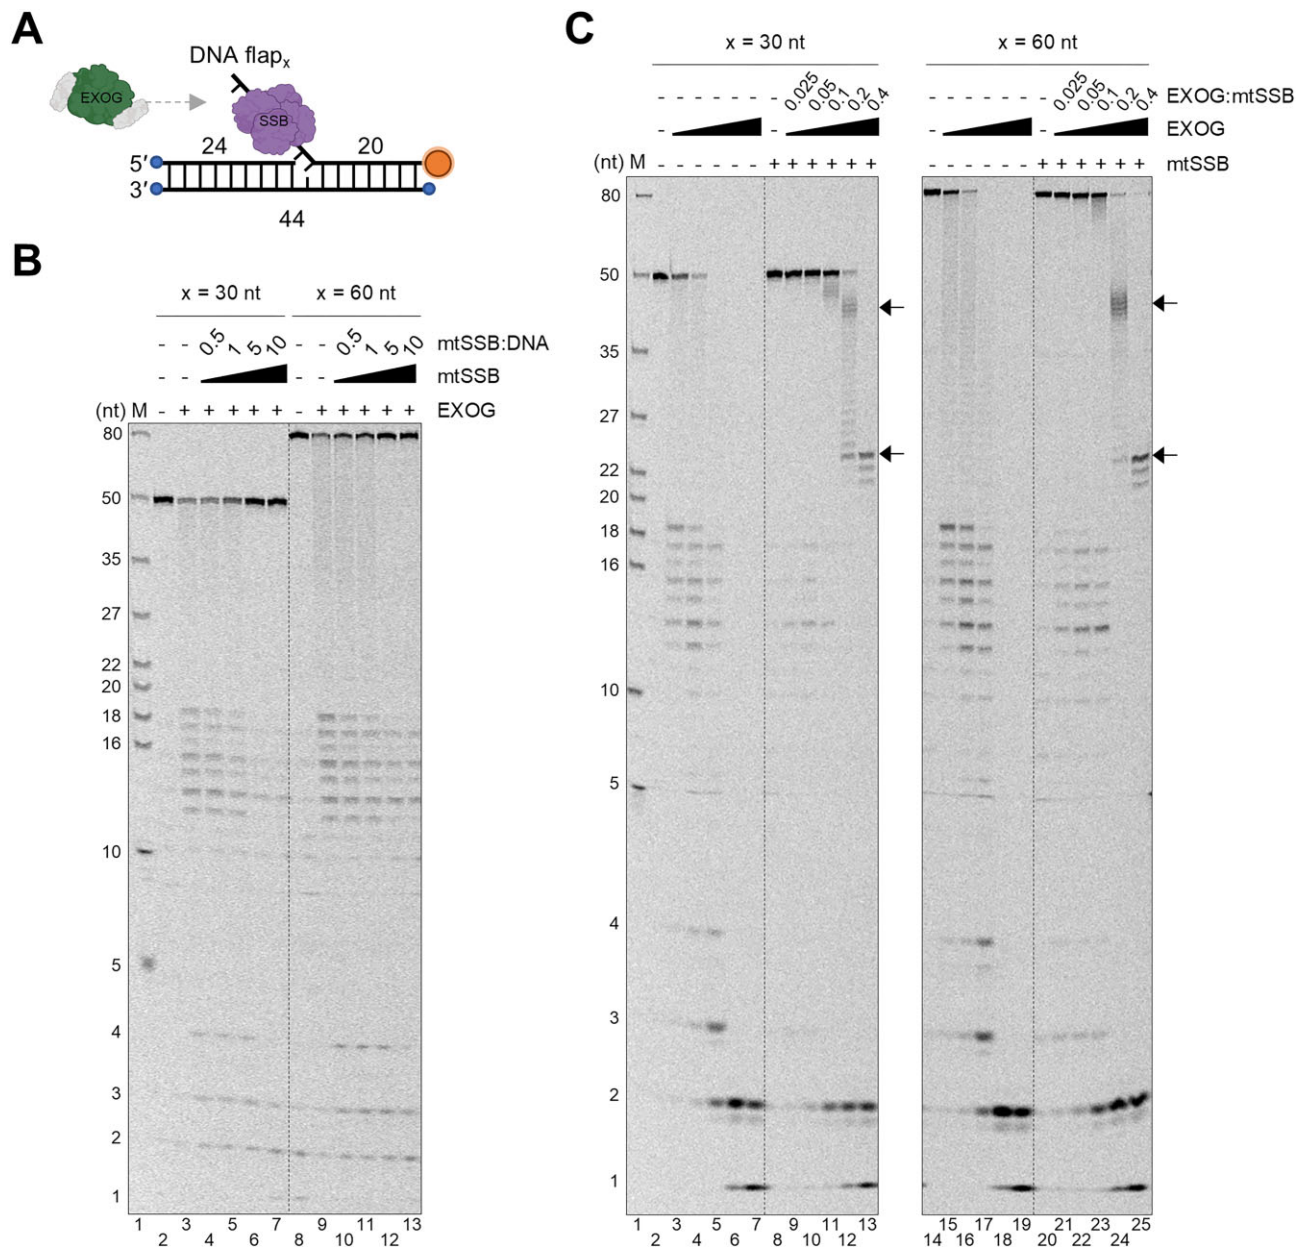 A
DNA flapₓ
EXOG
SSB
24
20
5′
3′
44
B
x = 30 nt
x = 60 nt
- - 0.5 1 5 10 - - 0.5 1 5 10 mtSSB:DNA
- - - - mtSSB
(nt) M - + + + + + - + + + + + EXOG
80
50
35
27
22
20
18
16
10
5
4
3
2
1
1 3 5 7 9 11 13
2 4 6 8 10 12
C
x = 30 nt
x = 60 nt
- - - - - - - 0.025 0.05 0.1 0.2 0.4 - - - - - - - 0.025 0.05 0.1 0.2 0.4 EXOG:mtSSB
- - - - EXOG
(nt) M - - - - - - + + + + + + - - - - - - + + + + + + mtSSB
80
50
35
27
22
20
18
16
10
5
4
3
2
1
1 3 5 7 9 11 13 15 17 19 21 23 25
2 4 6 8 10 12 14 16 18 20 22 24